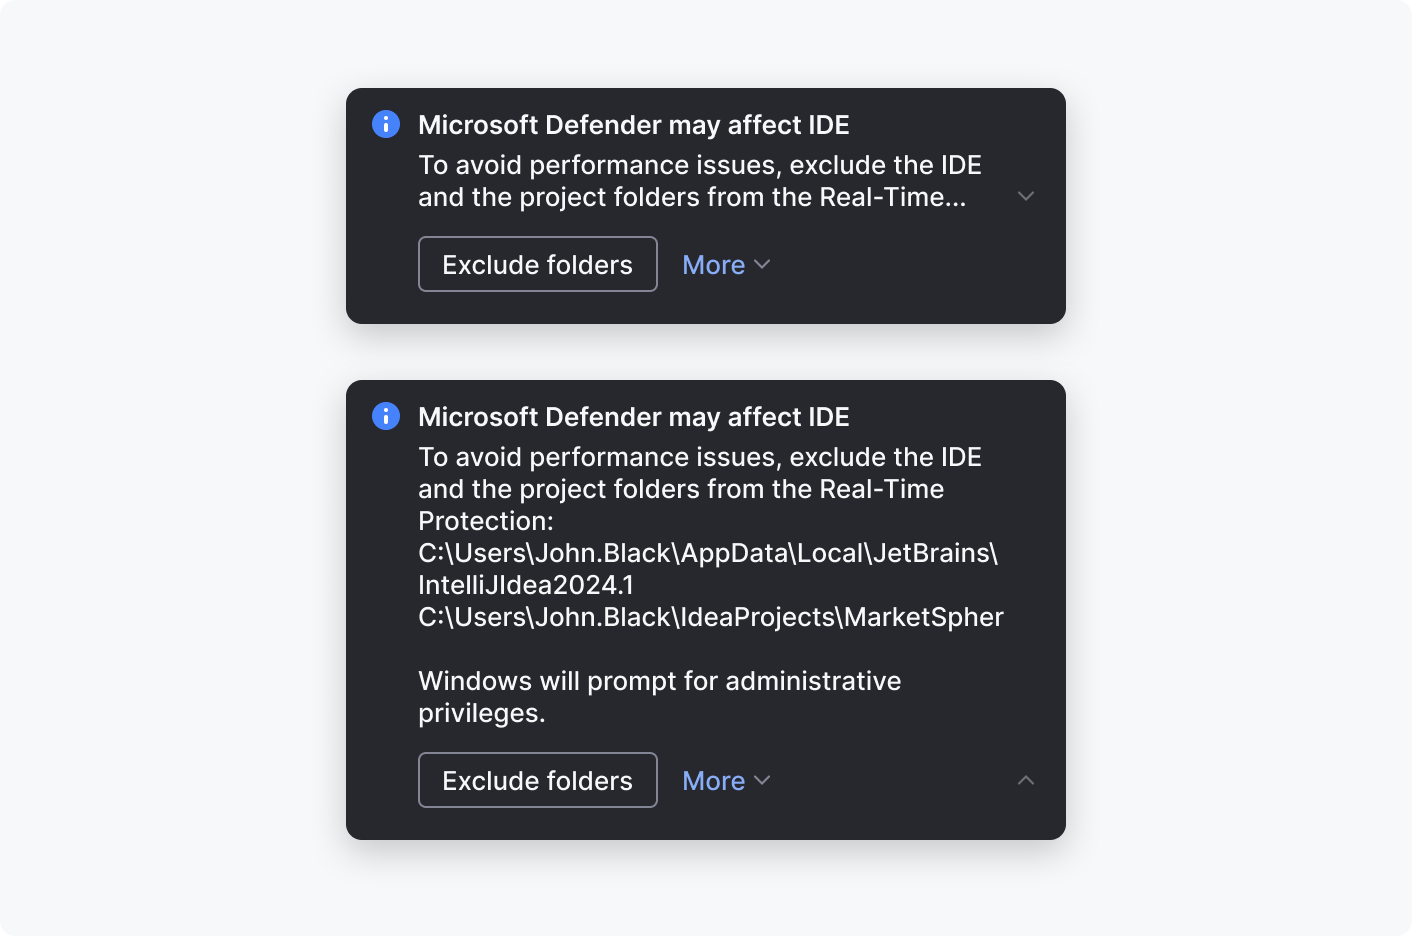 Microsoft Defender may affect IDE
To avoid performance issues, exclude the IDE
and the project folders from the Real-Time...
Exclude folders More
Microsoft Defender may affect IDE
To avoid performance issues, exclude the IDE
and the project folders from the Real-Time
Protection:
C:\Users\John.Black\AppData\Local\JetBrains\
IntelliJIdea2024.1
C:\Users\John.Black\IdeaProjects\MarketSpher
Windows will prompt for administrative
privileges.
Exclude folders More